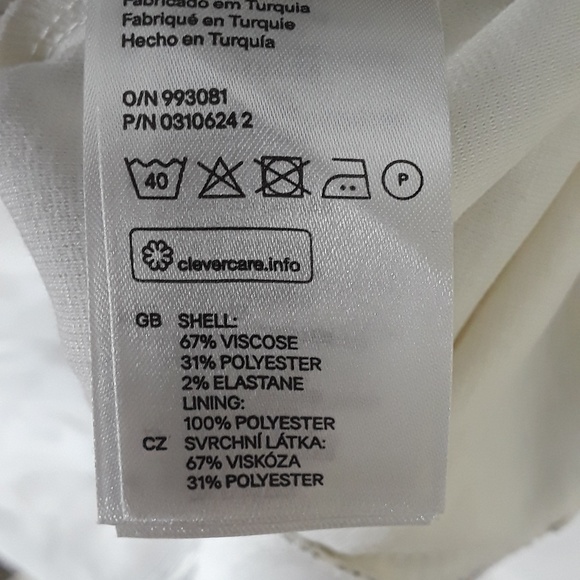 Fabricado em Turquia
Fabriqué en Turquie
Hecho en Turquía
O/N 993081
P/N 0310624 2
40 P
clevercare.info
GB SHELL:
67% VISCOSE
31% POLYESTER
2% ELASTANE
LINING:
100% POLYESTER
CZ SVRCHNÍ LÁTKA:
67% VISKÓZA
31% POLYESTER